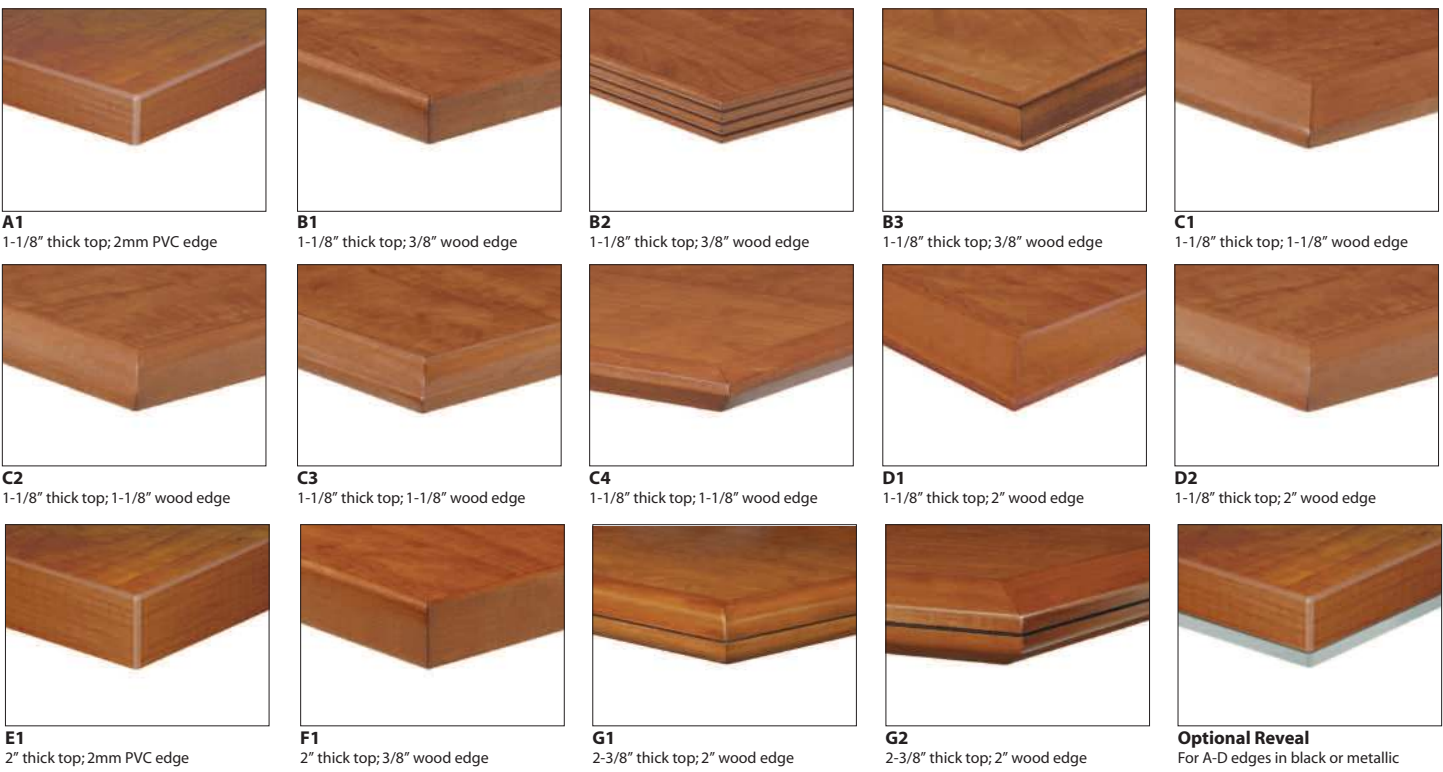 A1
1-1/8” thick top; 2mm PVC edge
B1
1-1/8” thick top; 3/8” wood edge
B2
1-1/8” thick top; 3/8” wood edge
B3
1-1/8” thick top; 3/8” wood edge
C1
1-1/8” thick top; 1-1/8” wood edge
C2
1-1/8” thick top; 1-1/8” wood edge
C3
1-1/8” thick top; 1-1/8” wood edge
C4
1-1/8” thick top; 1-1/8” wood edge
D1
1-1/8” thick top; 2” wood edge
D2
1-1/8” thick top; 2” wood edge
E1
2” thick top; 2mm PVC edge
F1
2” thick top; 3/8” wood edge
G1
2-3/8” thick top; 2” wood edge
G2
2-3/8” thick top; 2” wood edge
Optional Reveal
For A-D edges in black or metallic